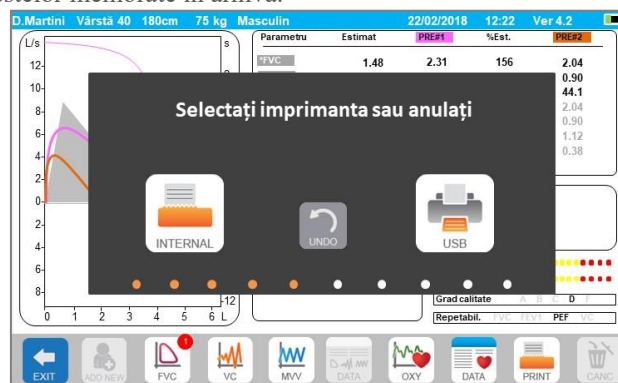 stelor memorate în arhivă.
D.Martini Vârstă 40 180cm 75 kg Masculin 22/02/2018 12:22 Ver 4.2
L/s s Parametru Estimat PRE#1 %Est. PRE#2
*FVC 1.48 2.31 156 2.04
0.90
44.1
2.04
0.90
1.12
0.38
12
10
8
6
4
2
0
2
4
6
8
0 1 2 3 4 5 6 L
12
Selectați imprimanta sau anulați
INTERNAL UNDO USB
Grad calitate A B C D F
Repetabil. FVC FEV1 PEF VC
EXIT ADD NEW FVC 1 VC MVV DATA OXY DATA PRINT CANC